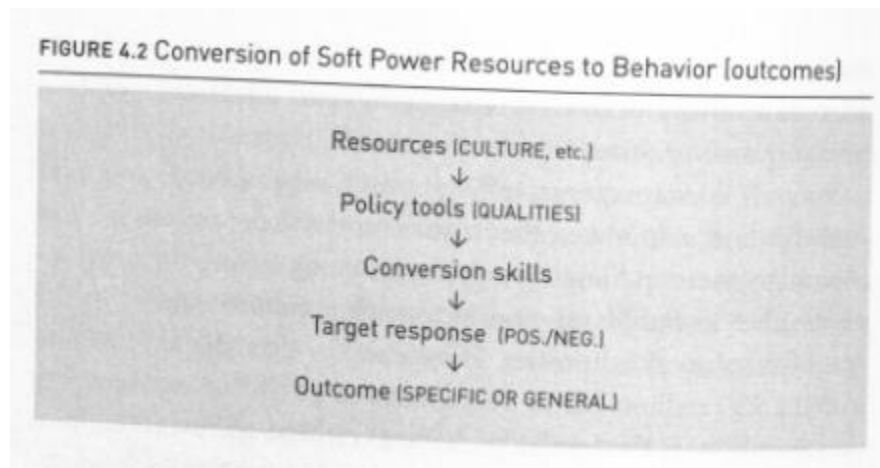 FIGURE 4.2 Conversion of Soft Power Resources to Behavior (outcomes)
Resources (CULTURE, etc.)
↓
Policy tools (QUALITIES)
↓
Conversion skills
↓
Target response (POS./NEG.)
↓
Outcome (SPECIFIC OR GENERAL)